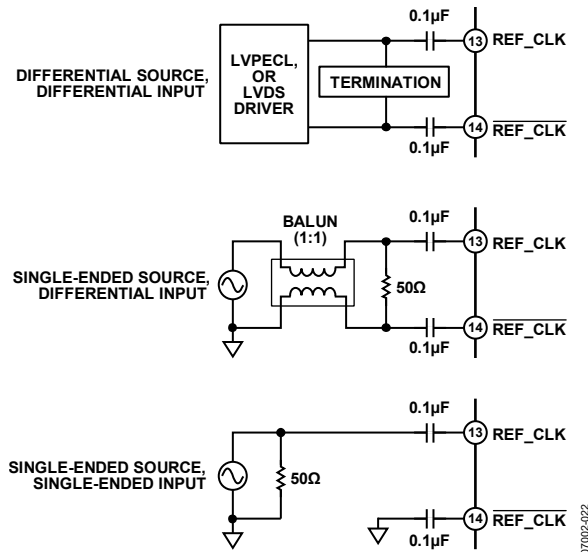 DIFFERENTIAL SOURCE,
DIFFERENTIAL INPUT
LVPECL,
OR
LVDS
DRIVER
TERMINATION
0.1µF
13 REF_CLK
14 REF_CLK
0.1µF
SINGLE-ENDED SOURCE,
DIFFERENTIAL INPUT
BALUN
(1:1)
50Ω
0.1µF
13 REF_CLK
14 REF_CLK
0.1µF
SINGLE-ENDED SOURCE,
SINGLE-ENDED INPUT
50Ω
0.1µF
13 REF_CLK
14 REF_CLK
0.1µF
7002-022